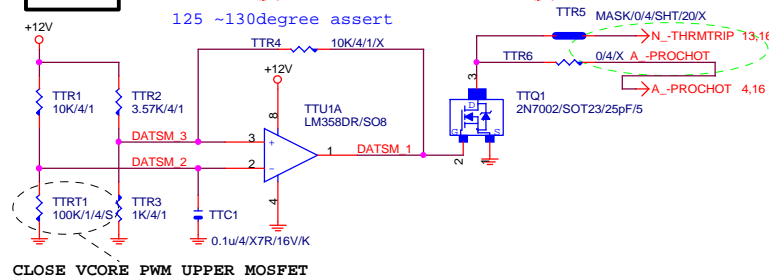 125 ~130degree assert
+12V
TTR1
10K/4/1
TTR2
3.57K/4/1
TTR4
10K/4/1/X
+12V
TTU1A
LM358DR/SO8
DATSM_3
DATSM_2
3
2
8
4
1
+
-
DATSM_1
TTRT1
100K/1/4/S
TTR3
1K/4/1
TTC1
0.1u/4/X7R/16V/K
CLOSE VCORE PWM UPPER MOSFET
TTR5
MASK/0/4/SHT/20/X
N_-THRMTRIP 13,16
TTR6
0/4/X
A_-PROCHOT
A_-PROCHOT 4,16
3
D
G
S
2
1
TTQ1
2N7002/SOT23/25pF/5